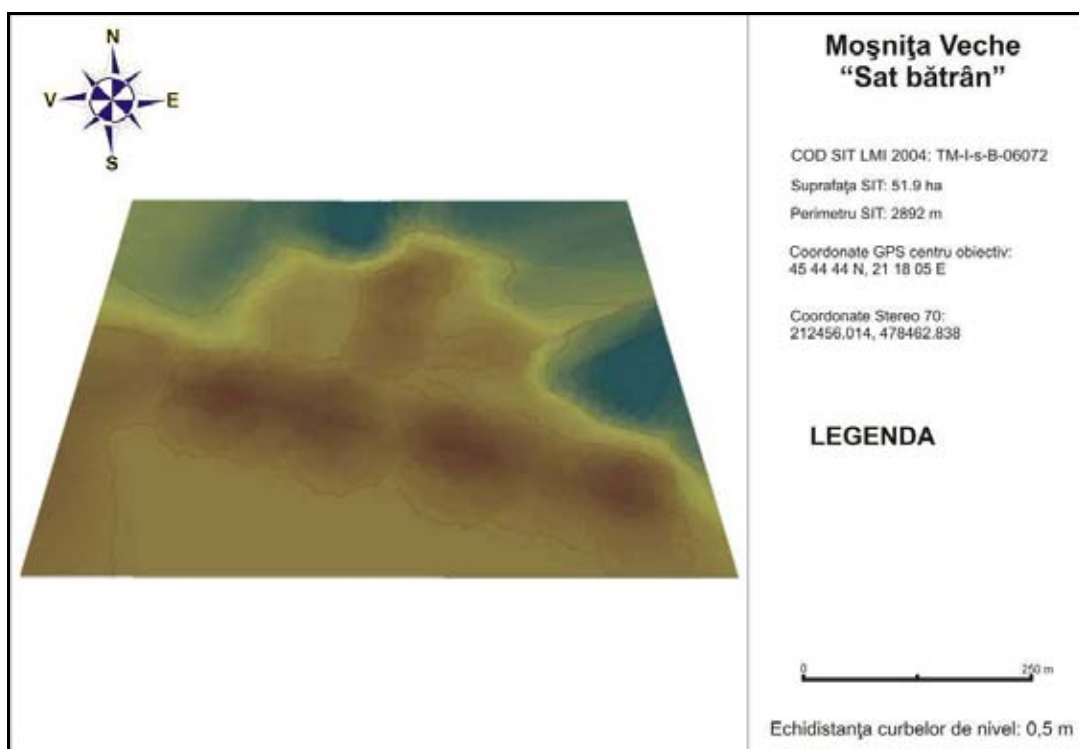 N
V E
S
Moşniţa Veche
“Sat bătrân”
COD SIT LMI 2004: TM-I-s-B-06072
Suprafaţa SIT: 51.9 ha
Perimetru SIT: 2892 m
Coordonate GPS centru obiectiv:
45 44 44 N, 21 18 05 E
Coordonate Stereo 70:
212456.014, 478462.838
LEGENDA
0 250 m
Echidistanţa curbelor de nivel: 0,5 m